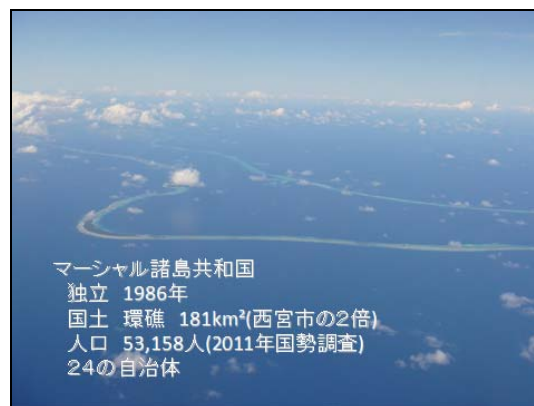 マーシャル諸島共和国
独立 1986年
国土 環礁 181km²(西宮市の2倍)
人口 53,158人(2011年国勢調査)
24の自治体